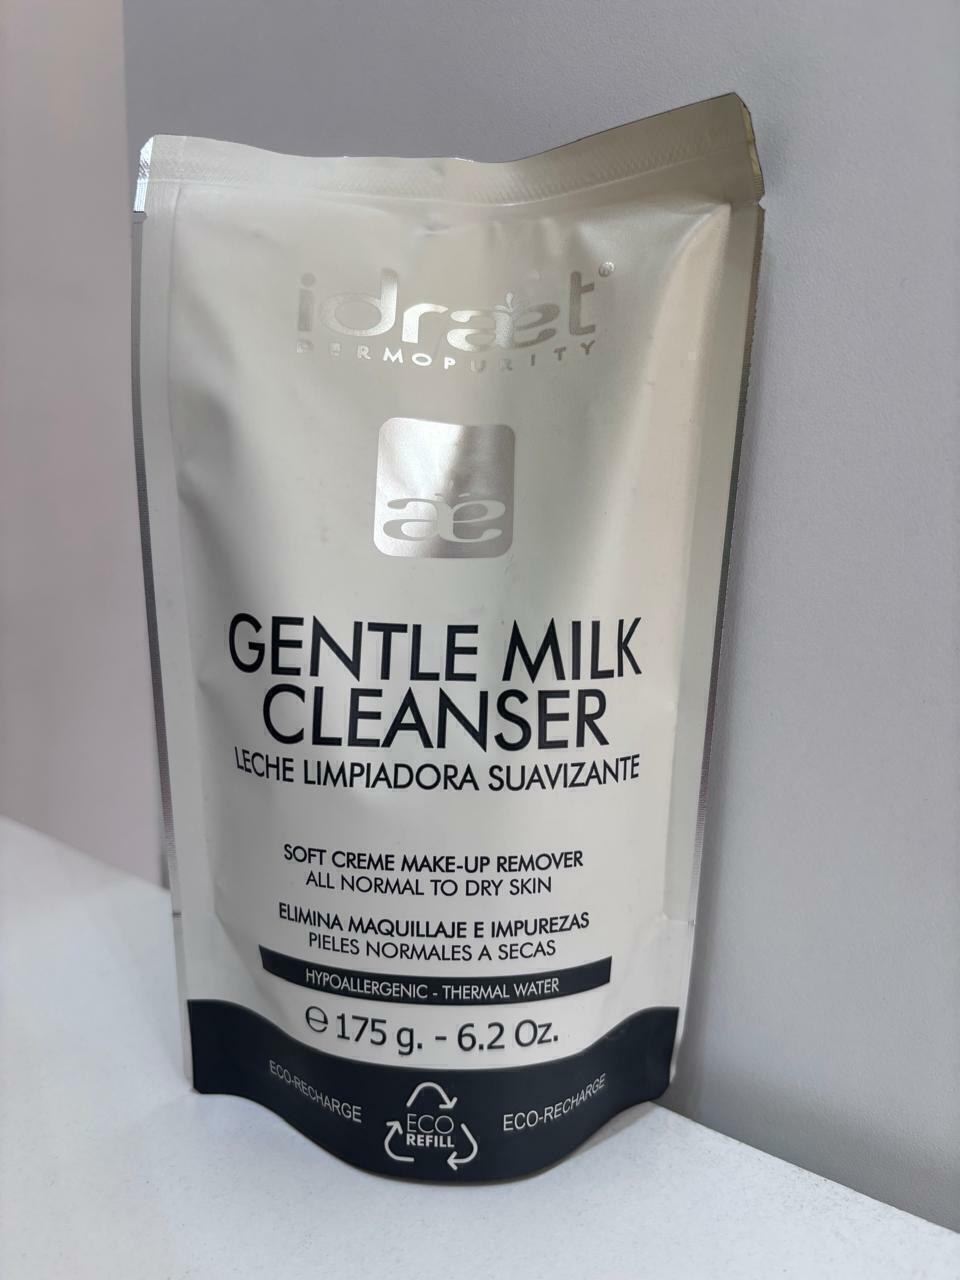 idraet®
DERMOPURITY
æ
GENTLE MILK
CLEANSER
LECHE LIMPIADORA SUAVIZANTE
SOFT CREME MAKE-UP REMOVER
ALL NORMAL TO DRY SKIN
ELIMINA MAQUILLAJE E IMPUREZAS
PIELES NORMALES A SECAS
HYPOALLERGENIC - THERMAL WATER
℮ 175 g. - 6.2 Oz.
ECO-RECHARGE
ECO
REFILL
ECO-RECHARGE